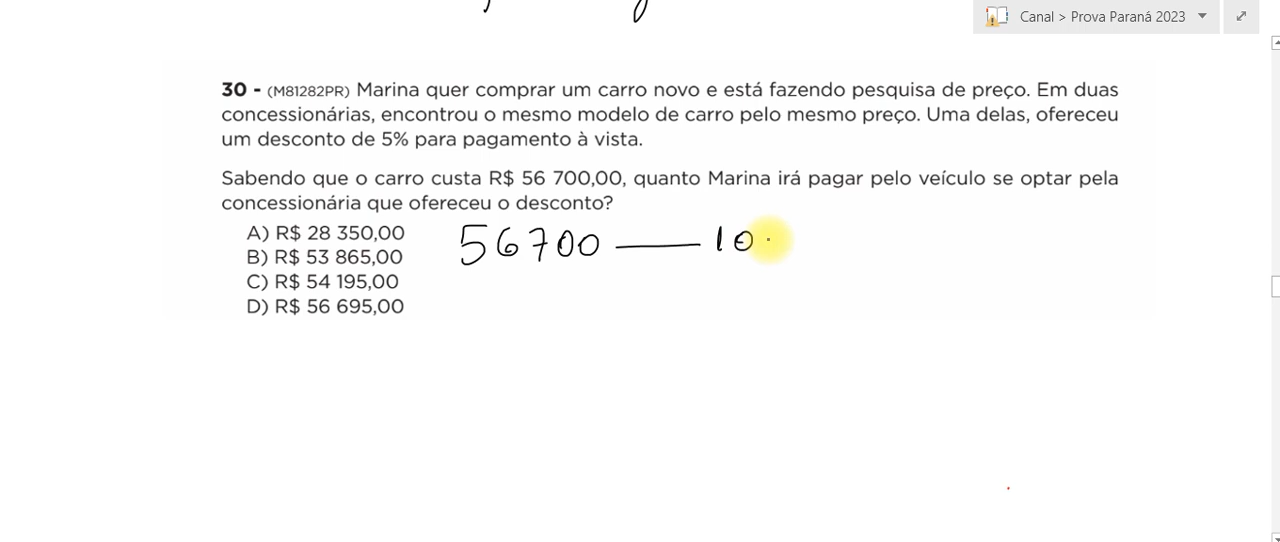 Canal > Prova Paraná 2023
30 - (M81282PR) Marina quer comprar um carro novo e está fazendo pesquisa de preço. Em duas
concessionárias, encontrou o mesmo modelo de carro pelo mesmo preço. Uma delas, ofereceu
um desconto de 5% para pagamento à vista.
Sabendo que o carro custa R$ 56 700,00, quanto Marina irá pagar pelo veículo se optar pela
concessionária que ofereceu o desconto?
A) R$ 28 350,00
56700 —— 10
B) R$ 53 865,00
C) R$ 54 195,00
D) R$ 56 695,00